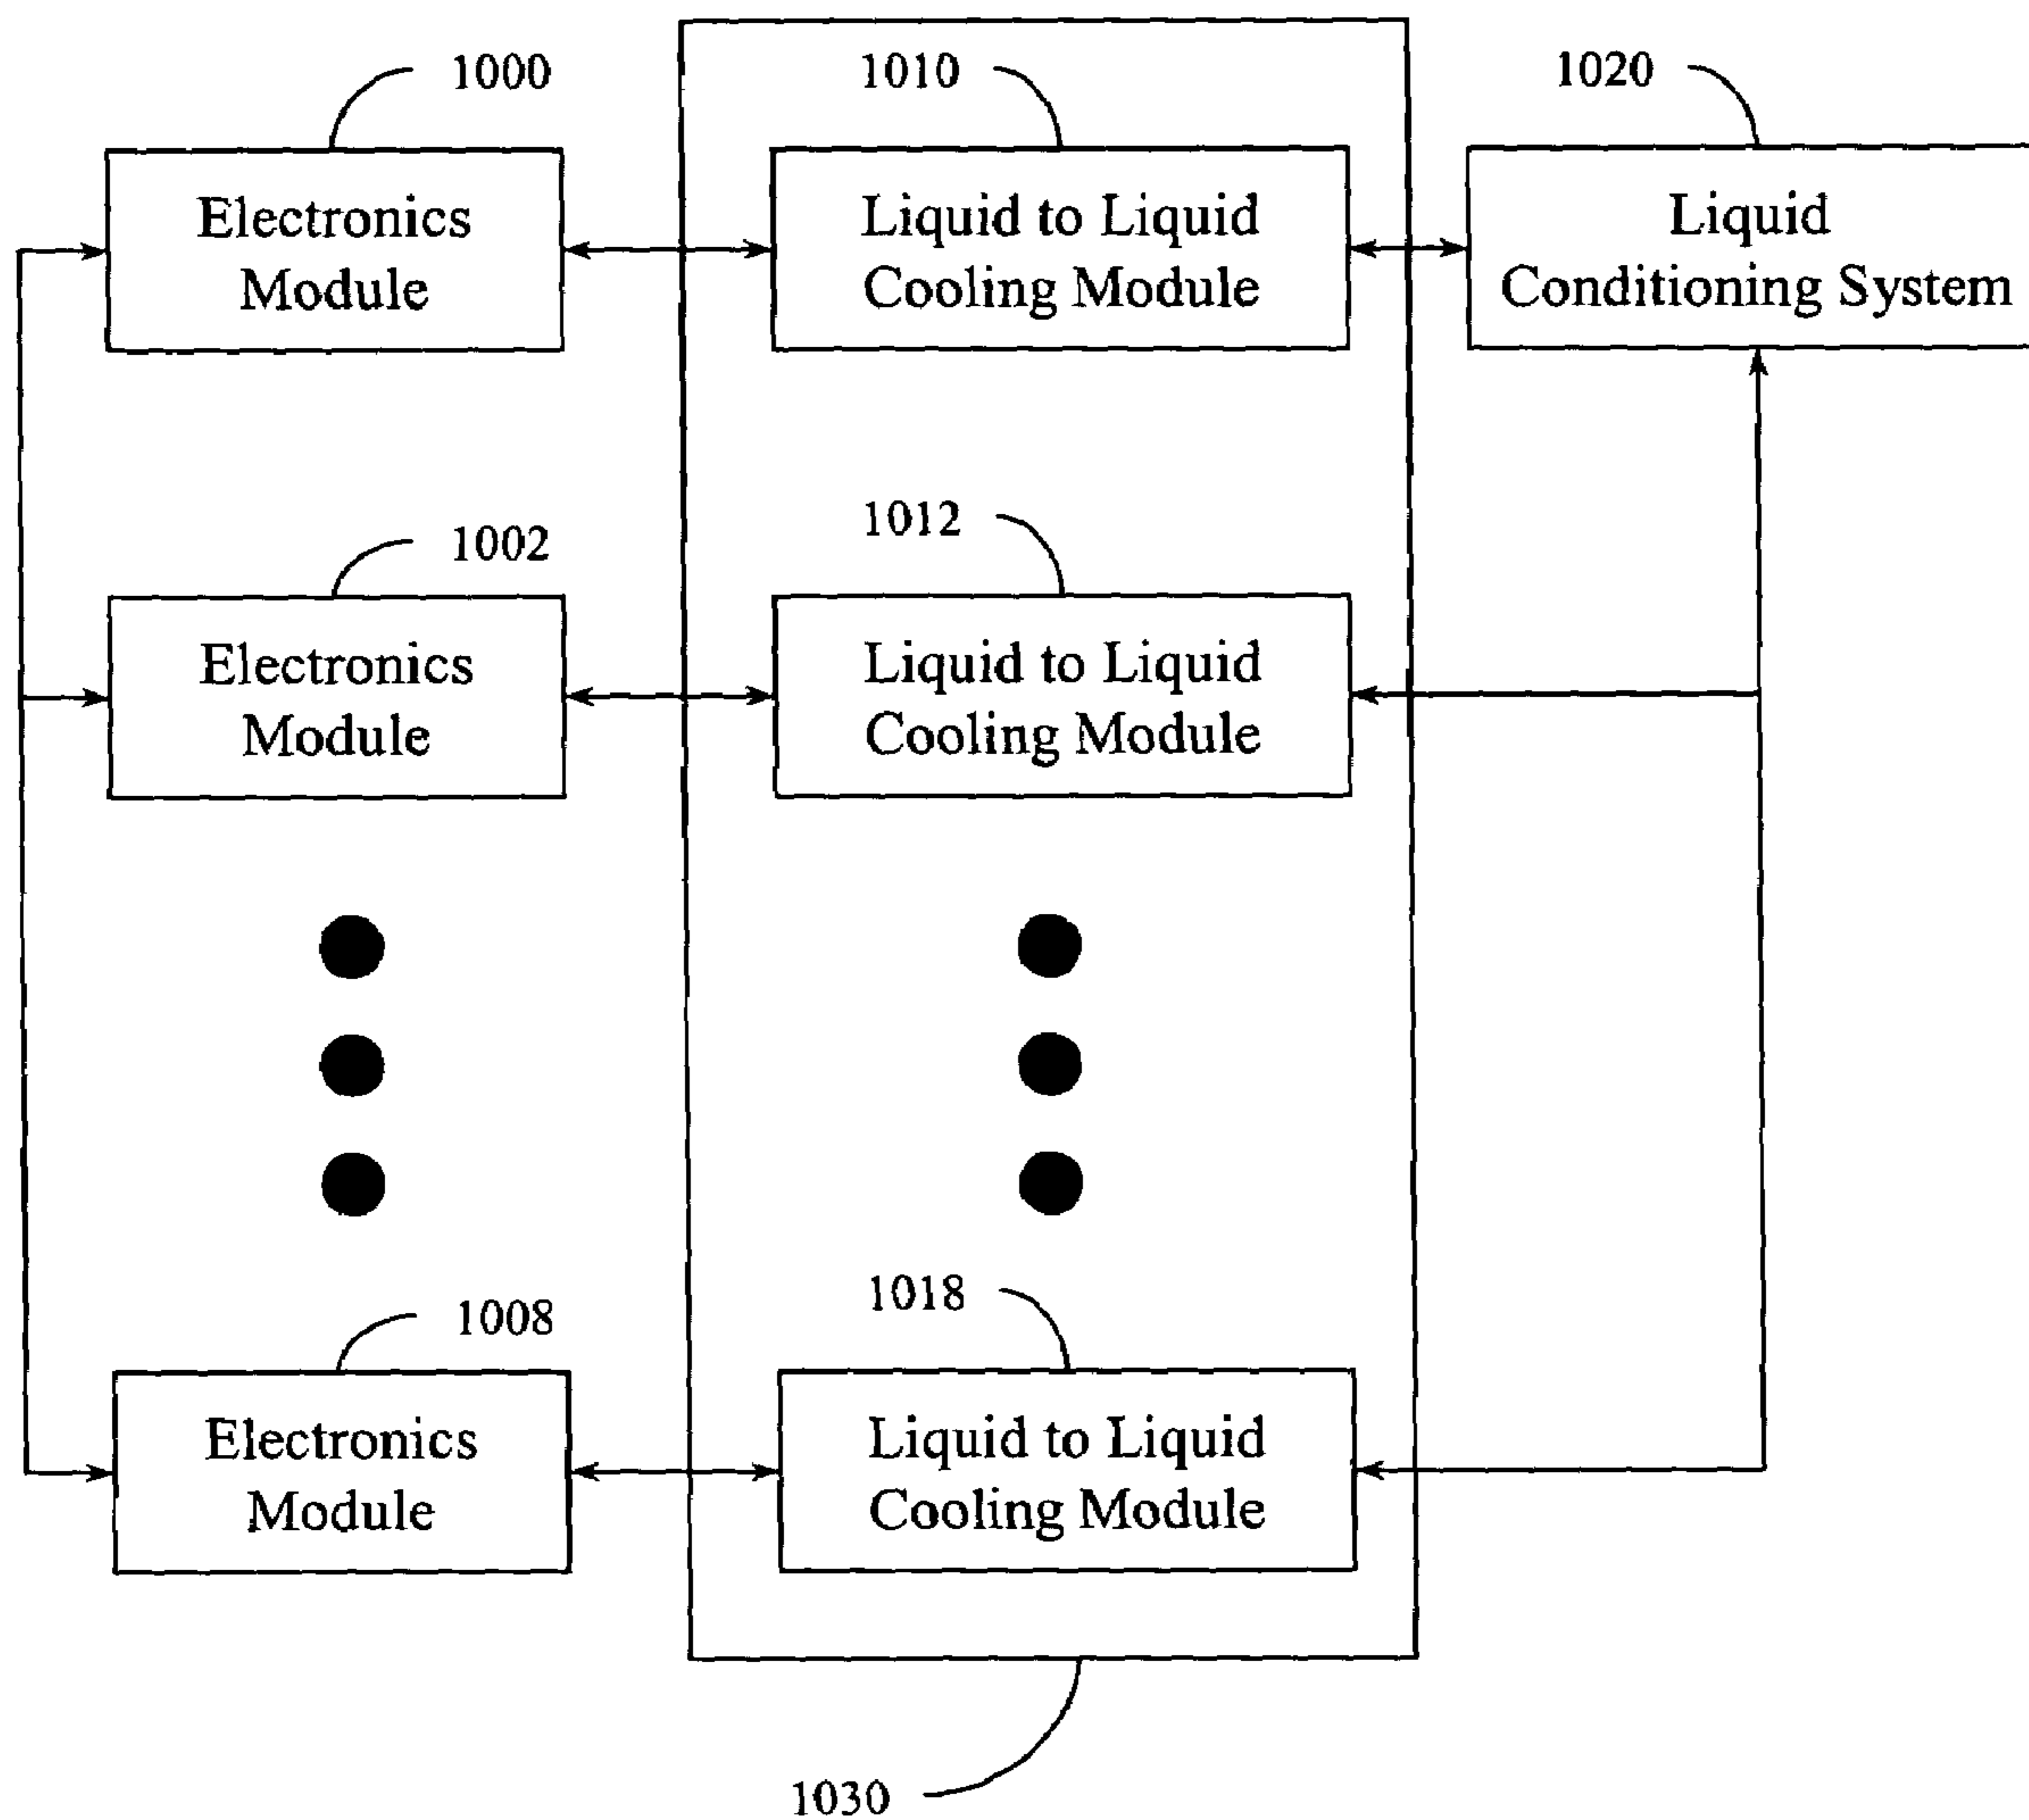 1000
1010
1020
Electronics
Module
Liquid to Liquid
Cooling Module
Liquid
Conditioning System
1002
1012
Electronics
Module
Liquid to Liquid
Cooling Module
1008
1018
Electronics
Module
Liquid to Liquid
Cooling Module
1030